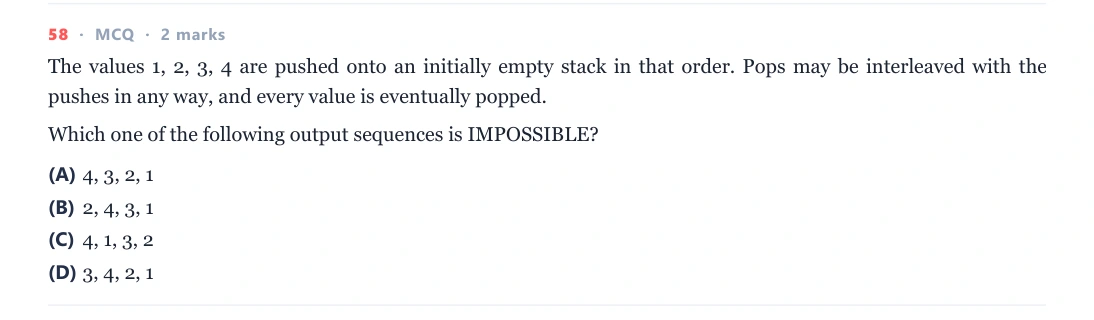 58 · MCQ · 2 marks
The values 1, 2, 3, 4 are pushed onto an initially empty stack in that order. Pops may be interleaved with the
pushes in any way, and every value is eventually popped.
Which one of the following output sequences is IMPOSSIBLE?
(A) 4, 3, 2, 1
(B) 2, 4, 3, 1
(C) 4, 1, 3, 2
(D) 3, 4, 2, 1